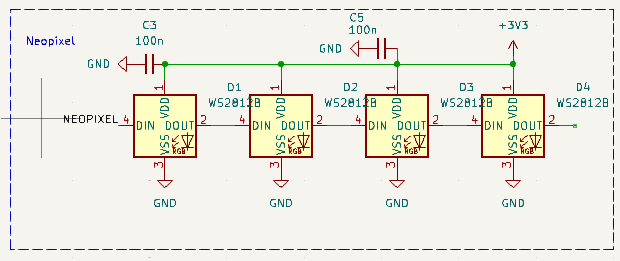 Neopixel
C3
100n
GND
C5
100n
GND
+3V3
D1
WS2812B
D2
WS2812B
D3
WS2812B
D4
WS2812B
NEOPIXEL
4 DIN VDD 1 DOUT 2 VSS 3 RGB
4 DIN VDD 1 DOUT 2 VSS 3 RGB
4 DIN VDD 1 DOUT 2 VSS 3 RGB
4 DIN VDD 1 DOUT 2 VSS 3 RGB
GND
GND
GND
GND